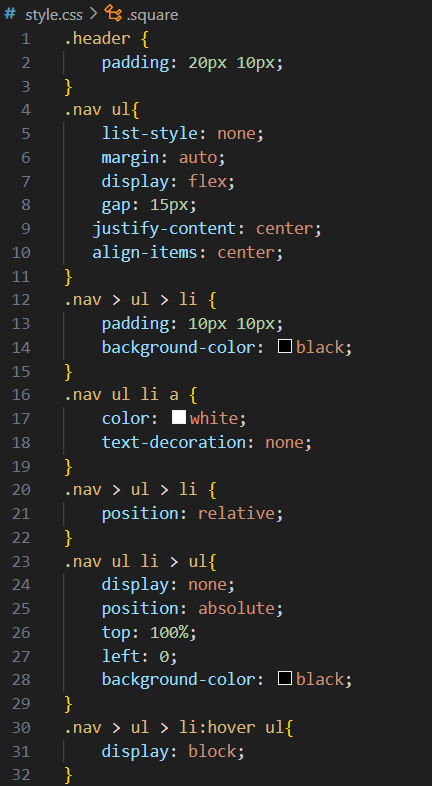 # style.css > .square
1 .header {
2     padding: 20px 10px;
3 }
4 .nav ul{
5     list-style: none;
6     margin: auto;
7     display: flex;
8     gap: 15px;
9    justify-content: center;
10    align-items: center;
11 }
12 .nav > ul > li {
13     padding: 10px 10px;
14     background-color: black;
15 }
16 .nav ul li a {
17     color: white;
18     text-decoration: none;
19 }
20 .nav > ul > li {
21     position: relative;
22 }
23 .nav ul li > ul{
24     display: none;
25     position: absolute;
26     top: 100%;
27     left: 0;
28     background-color: black;
29 }
30 .nav > ul > li:hover ul{
31     display: block;
32 }